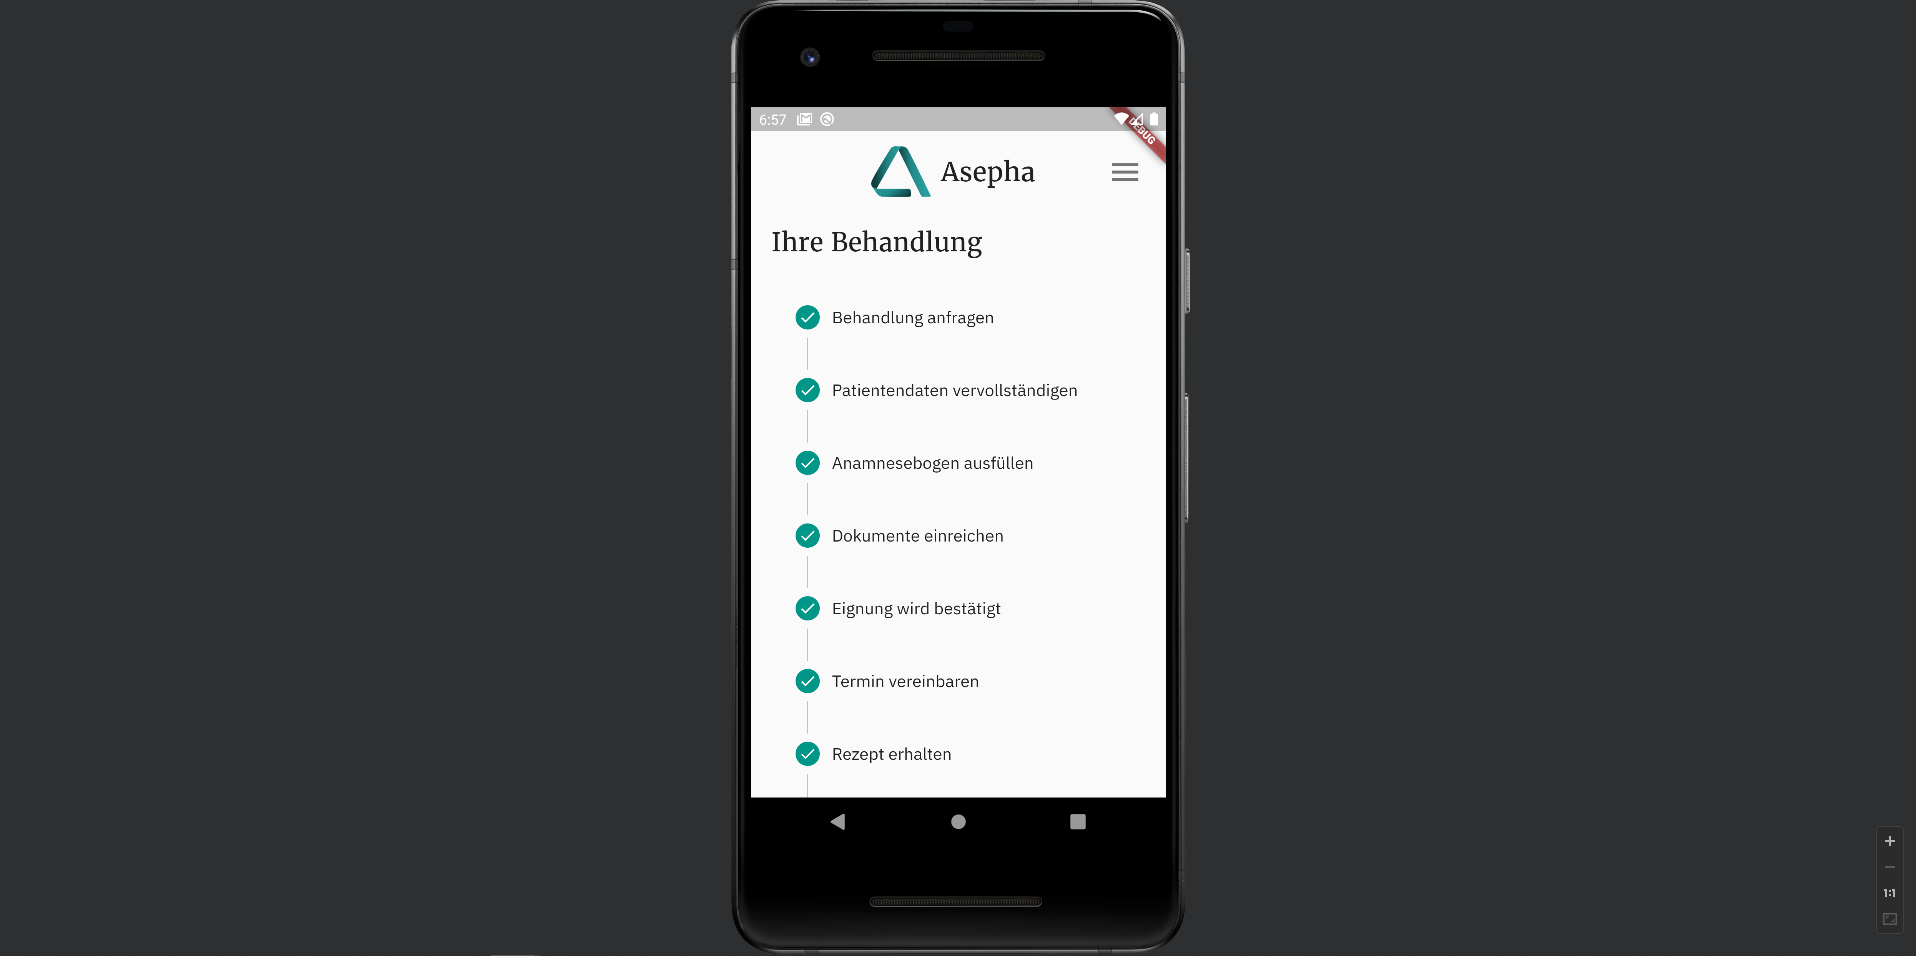 6:57
DEBUG
Asepha
Ihre Behandlung
Behandlung anfragen
Patientendaten vervollständigen
Anamnesebogen ausfüllen
Dokumente einreichen
Eignung wird bestätigt
Termin vereinbaren
Rezept erhalten
1:1